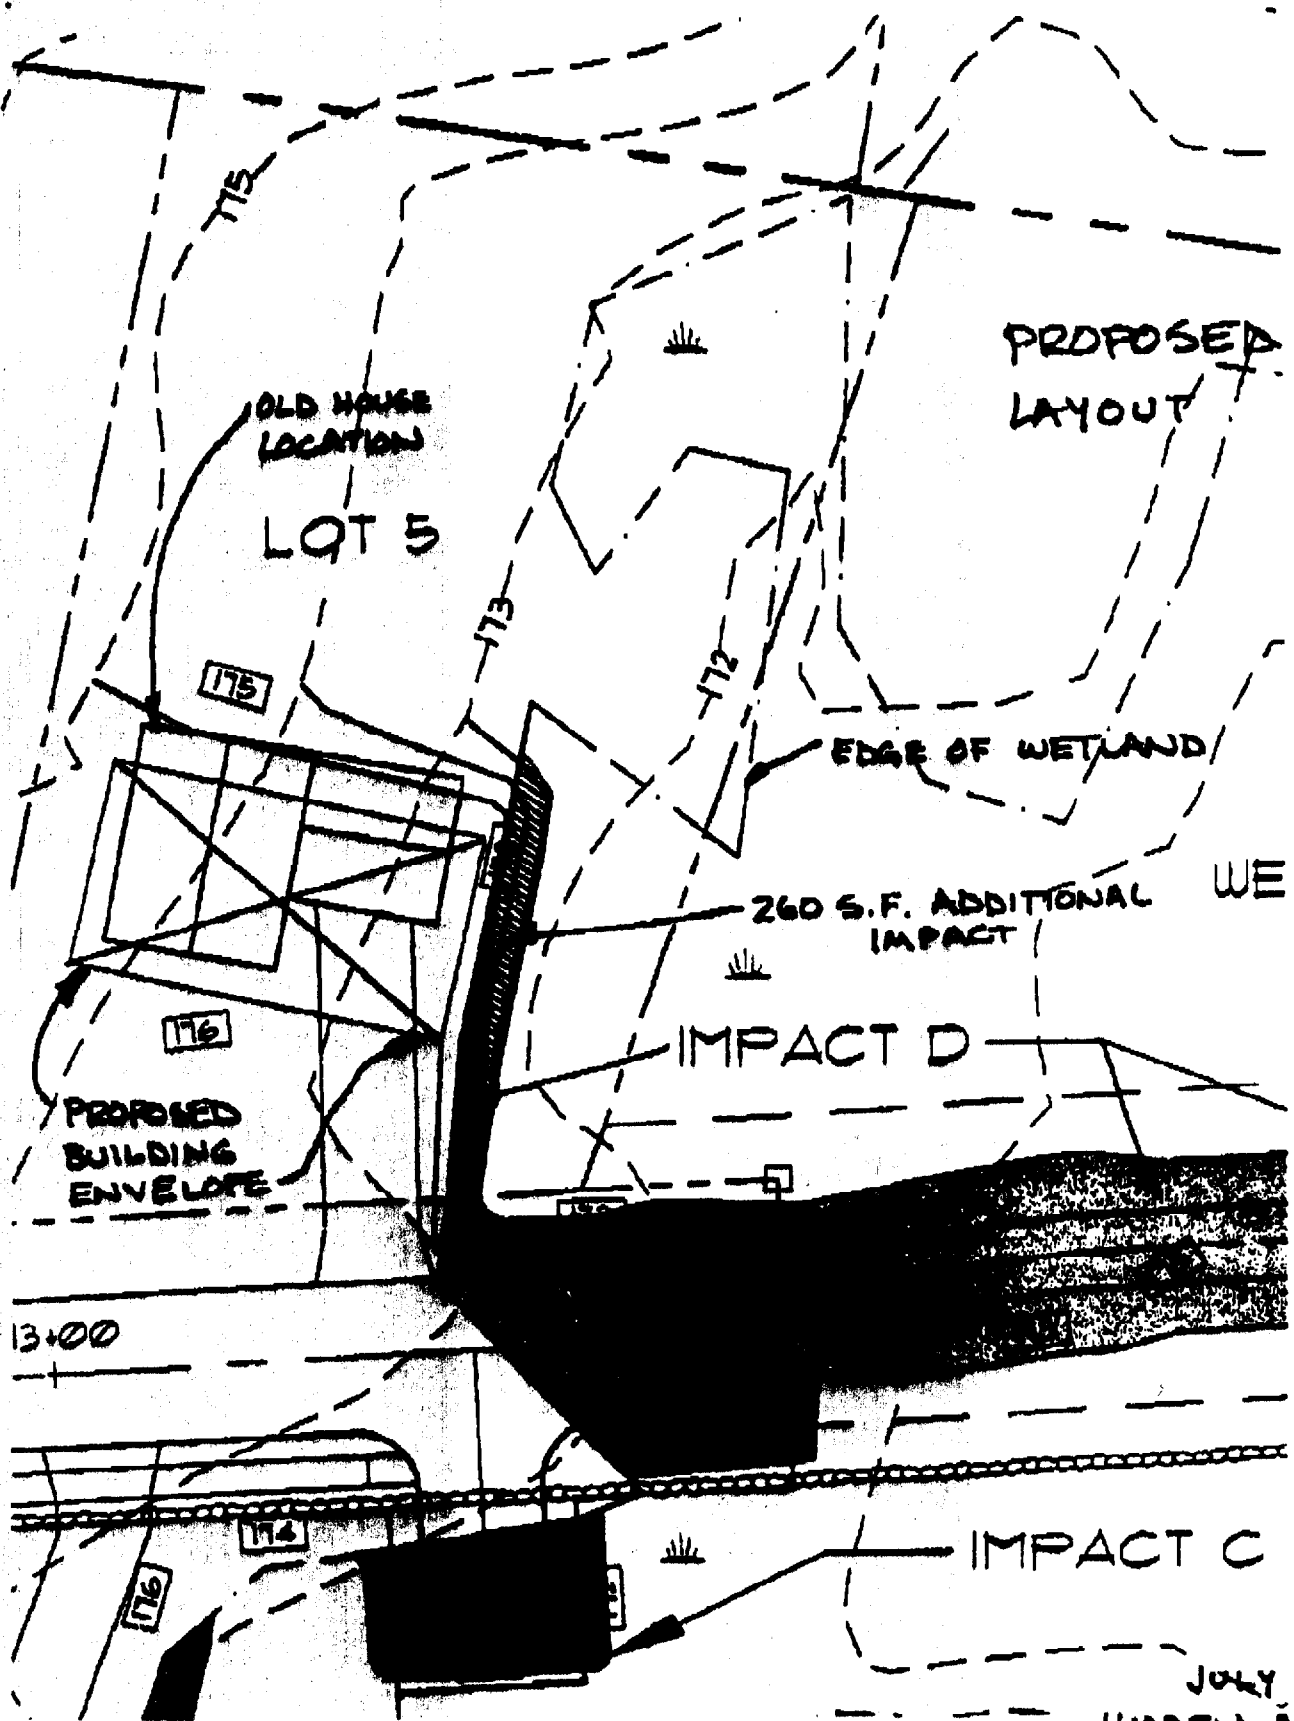 175
PROPOSED
LAYOUT
OLD HOUSE
LOCATION
LOT 5
173
175
172
EDGE OF WETLAND
WE
260 S.F. ADDITIONAL
IMPACT
176
IMPACT D
PROPOSED
BUILDING
ENVELOPE
13+00
174
IMPACT C
176
JULY